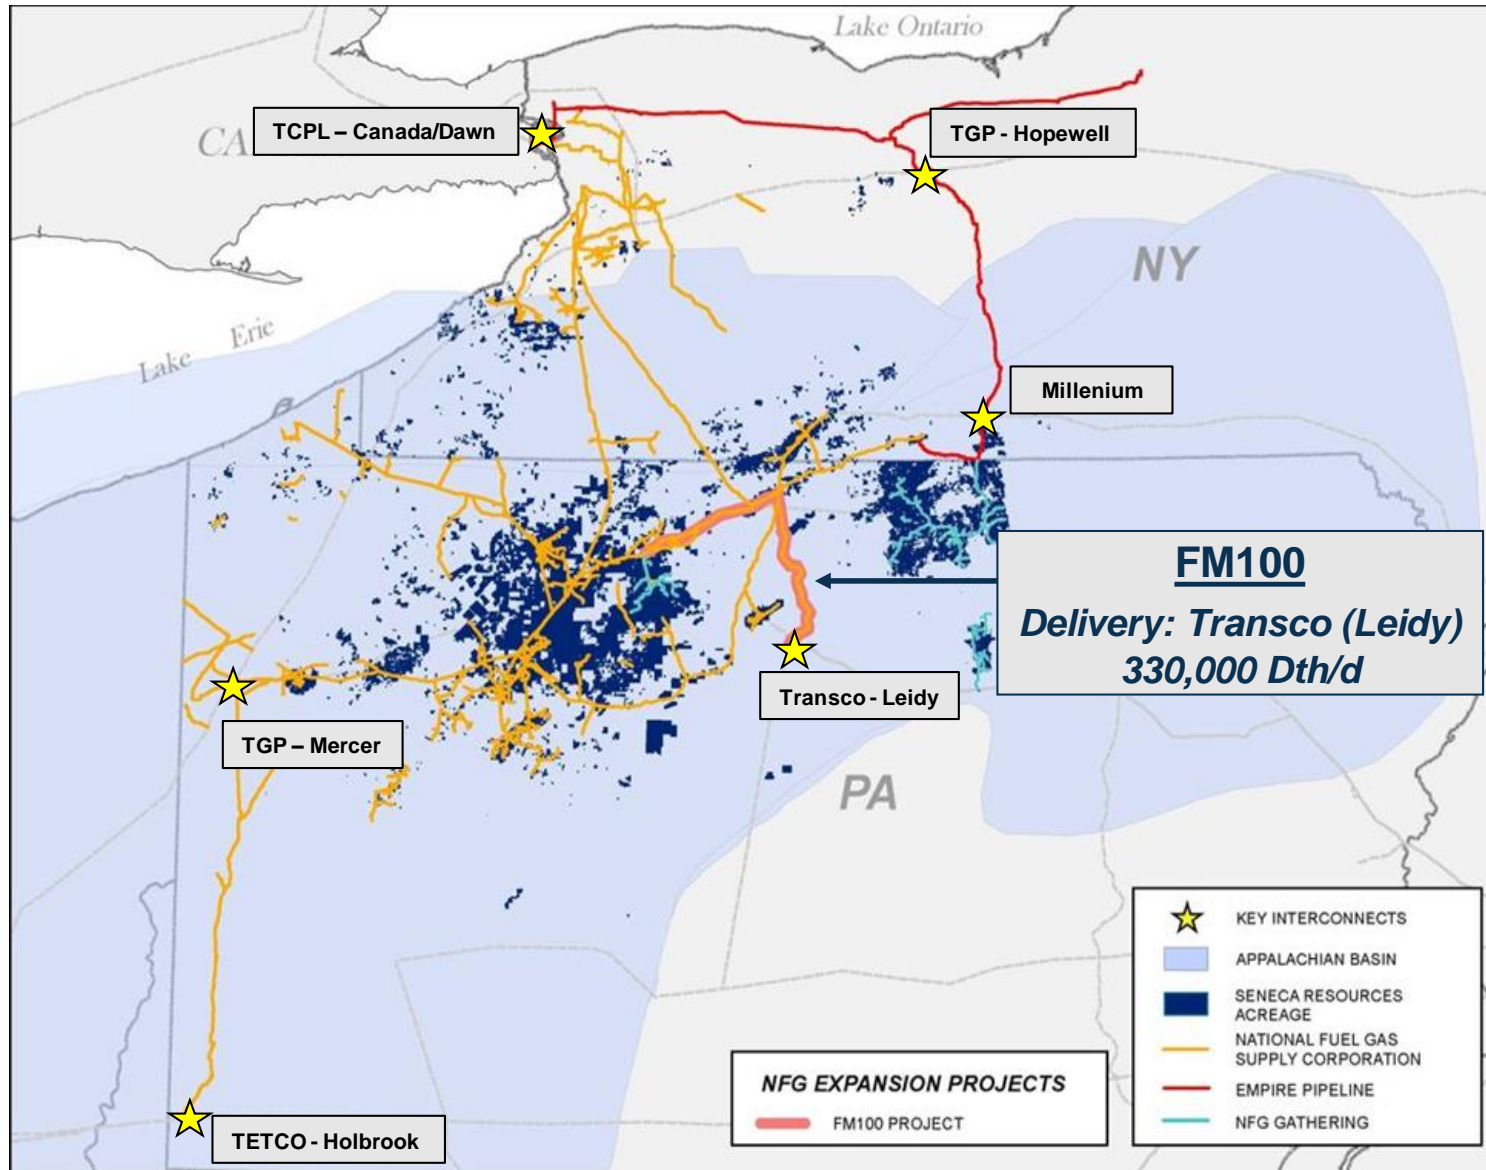 Lake Ontario
CA
TCPL – Canada/Dawn
TGP - Hopewell
NY
Lake Erie
Millenium
FM100
Delivery: Transco (Leidy)
330,000 Dth/d
Transco - Leidy
TGP – Mercer
PA
KEY INTERCONNECTS
APPALACHIAN BASIN
SENECA RESOURCES
ACREAGE
NATIONAL FUEL GAS
SUPPLY CORPORATION
EMPIRE PIPELINE
NFG GATHERING
NFG EXPANSION PROJECTS
FM100 PROJECT
TETCO - Holbrook